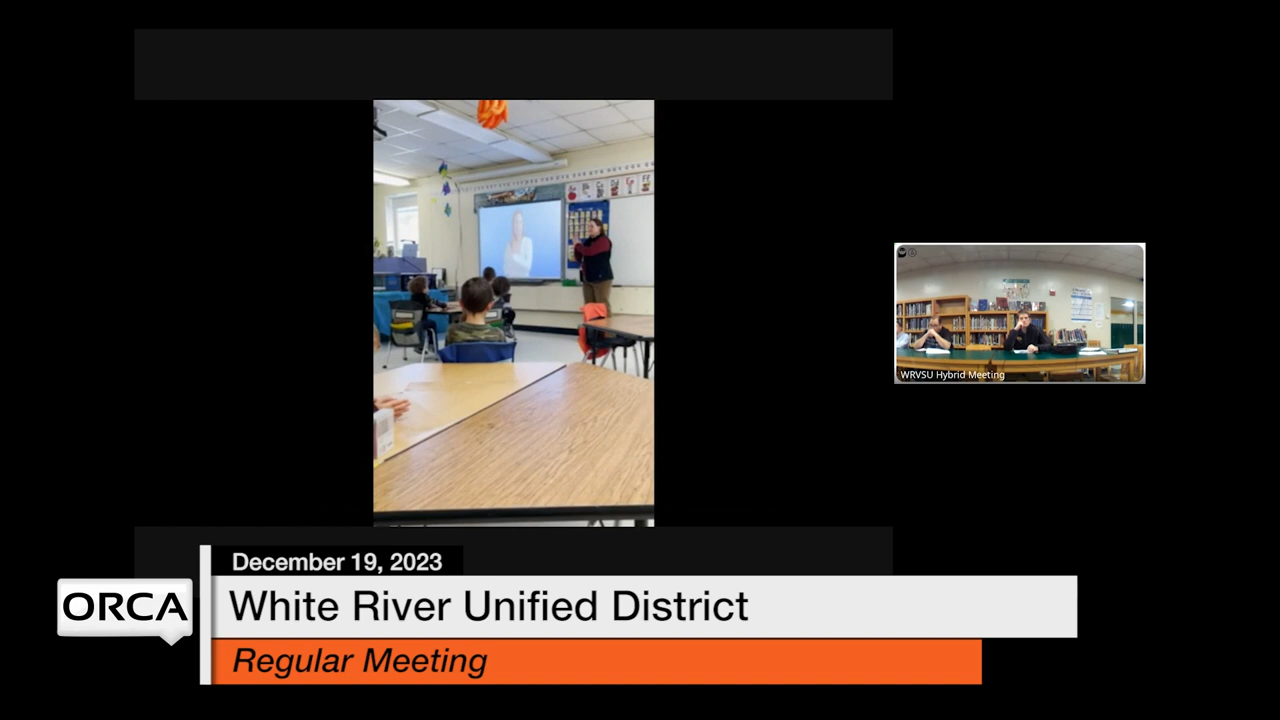 WRVSU Hybrid Meeting
December 19, 2023
ORCA
White River Unified District
Regular Meeting